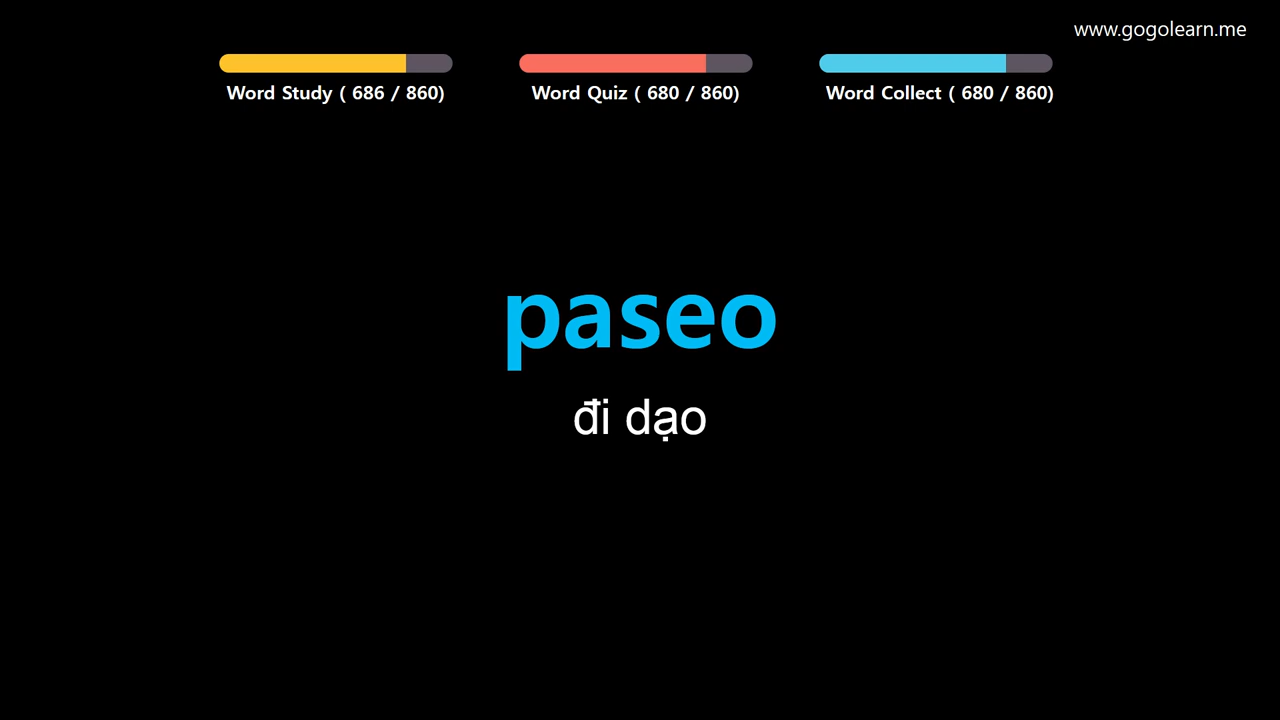 www.gogolearn.me
Word Study ( 686 / 860)
Word Quiz ( 680 / 860)
Word Collect ( 680 / 860)
paseo
đi dạo